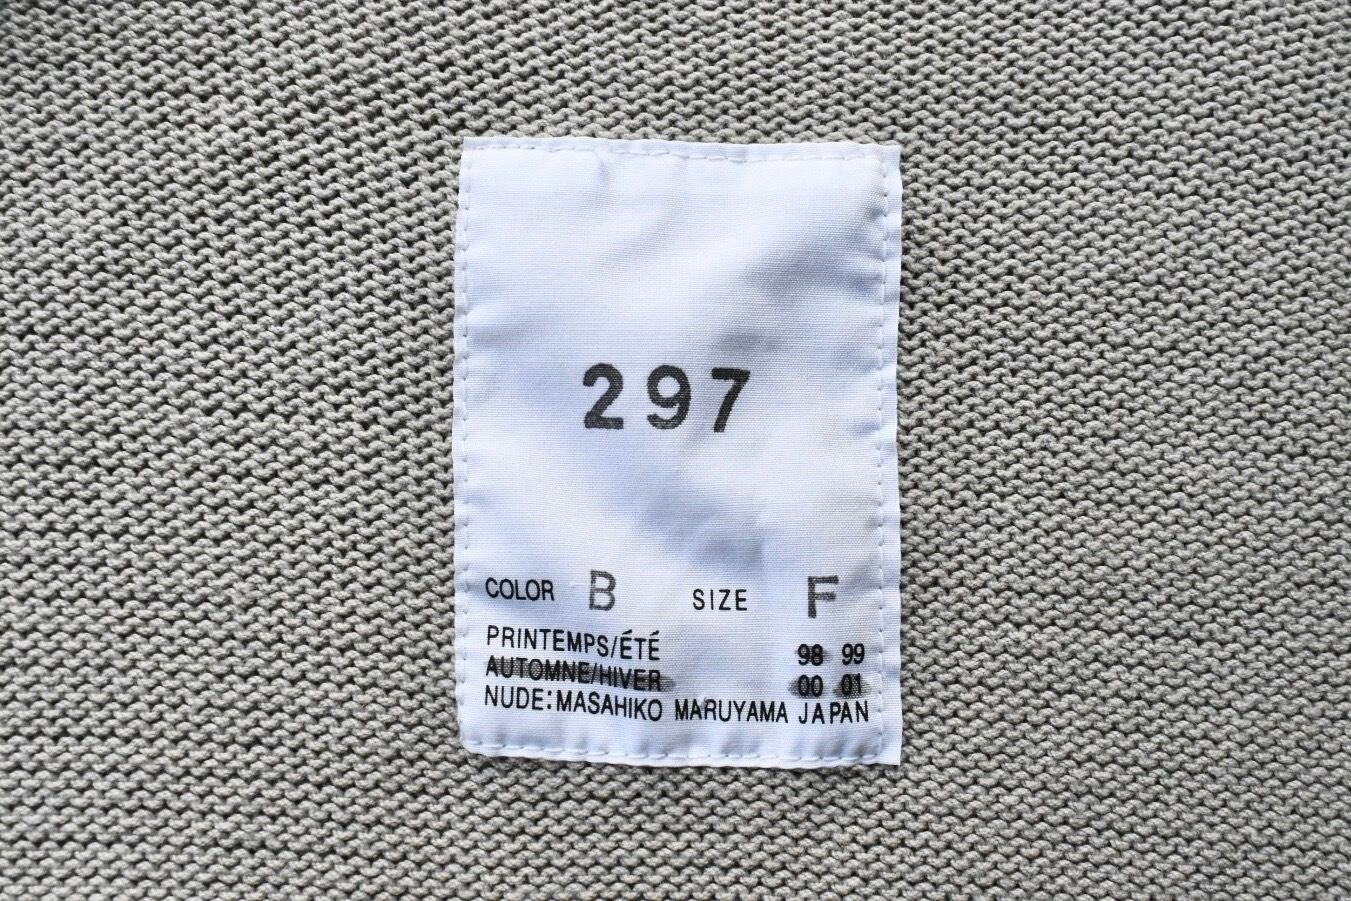 297
COLOR B SIZE F
PRINTEMPS/ÉTÉ 98 99
AUTOMNE/HIVER 00 01
NUDE:MASAHIKO MARUYAMA JAPAN